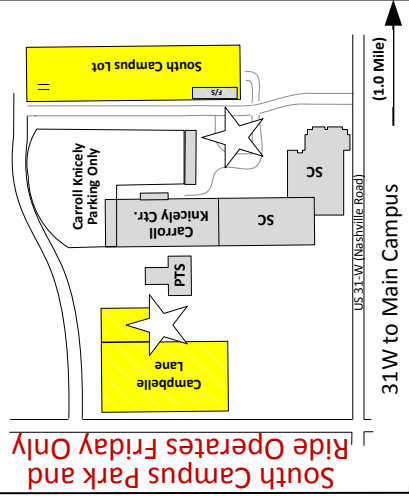 South Campus Park and
Ride Operates Friday Only
South Campus Lot
F/S
Carroll Knicely
Parking Only
Carroll
Knicely Ctr.
SC
SC
PTS
Campbelle
Lane
US 31-W (Nashville Road)
(1.0 Mile)
31W to Main Campus